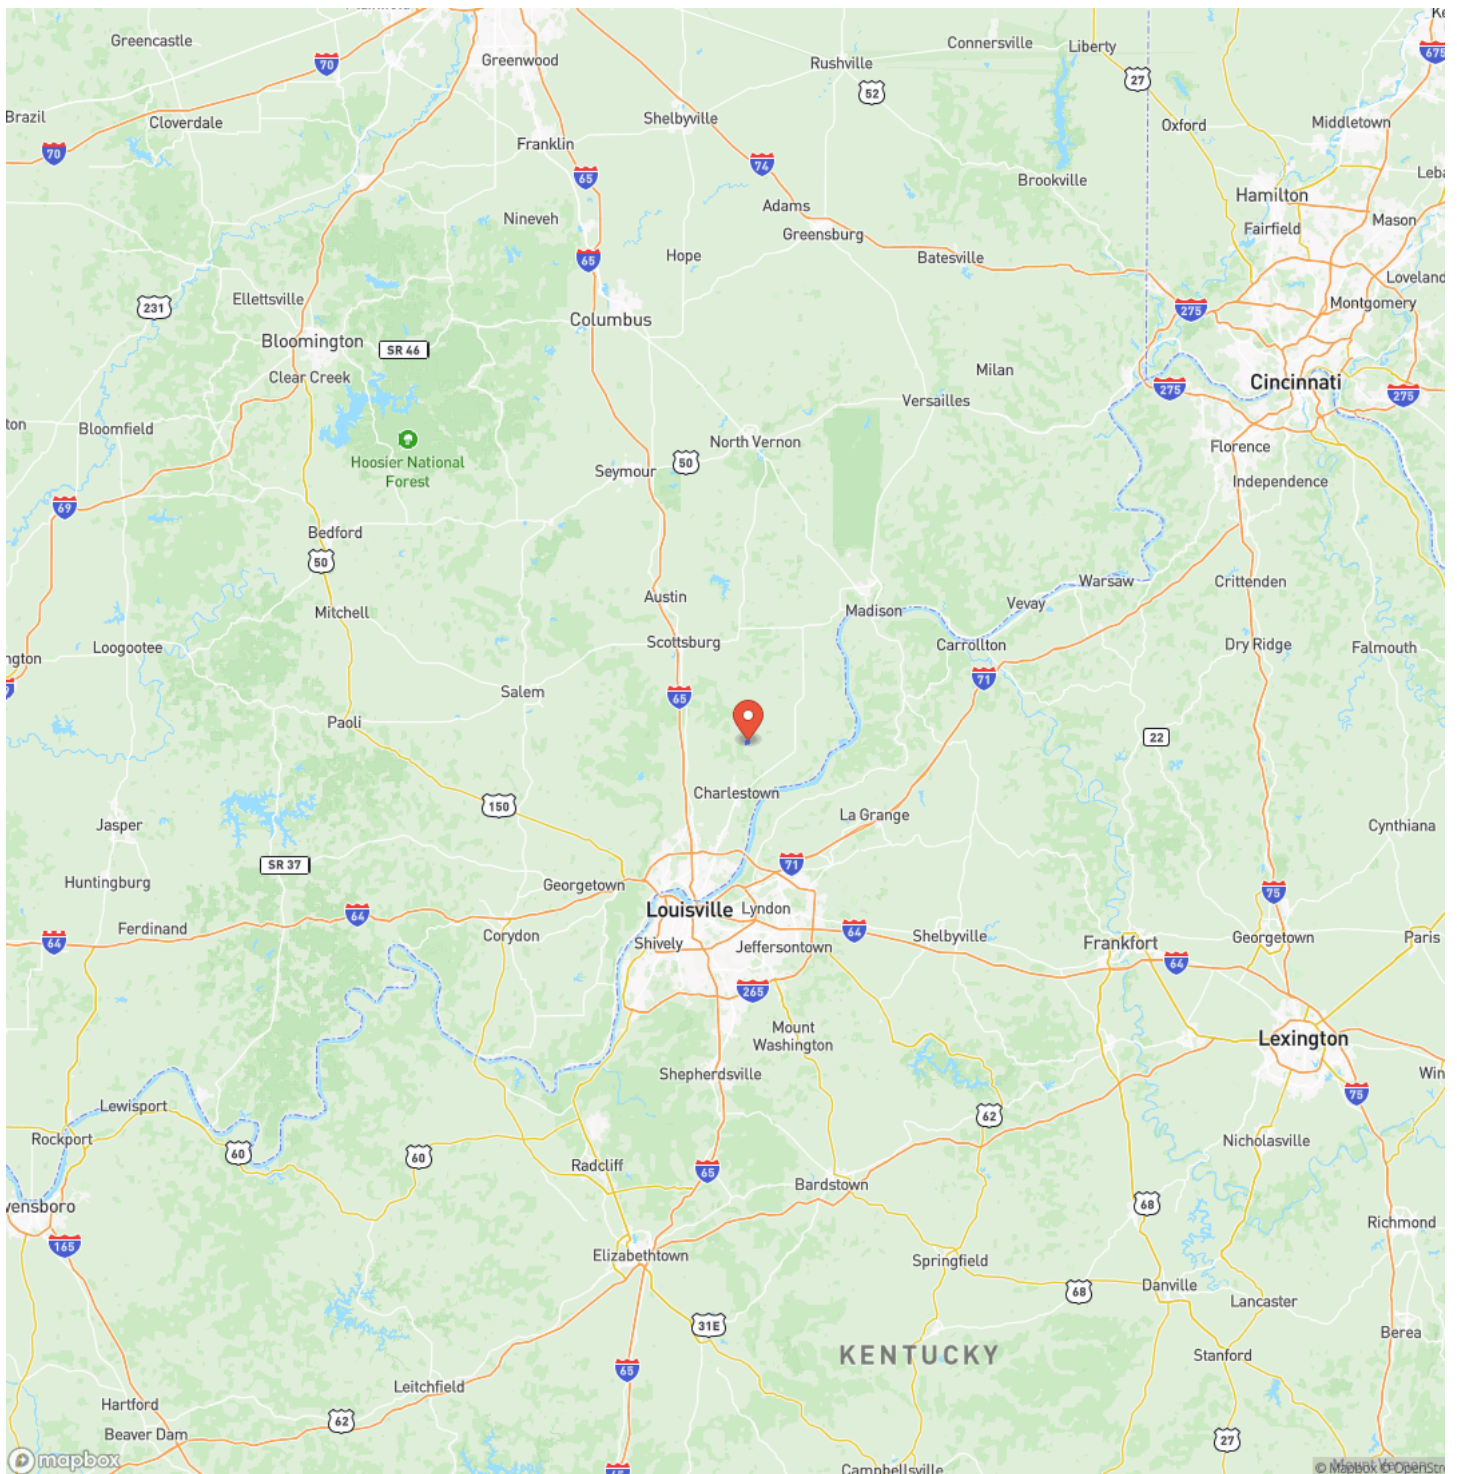 Greencastle
Greenwood
Connersville
Liberty
70
Rushville
27
675
52
Brazil
Cloverdale
Shelbyville
Oxford
Middletown
Franklin
70
74
65
Brookville
Hamilton
Nineveh
Adams
Mason
Greensburg
Fairfield
Hope
65
Batesville
Loveland
Ellettsville
231
275
Montgomery
Columbus
Bloomington
SR 46
Clear Creek
Milan
Cincinnati
275
275
Versailles
Bloomfield
North Vernon
Florence
Hoosier National
Forest
Seymour
50
Independence
69
Bedford
50
Warsaw
Crittenden
Austin
Vevay
Mitchell
Madison
Loogootee
Scottsburg
Carrollton
Dry Ridge
Falmouth
71
Salem
65
Paoli
22
Charlestown
150
La Grange
Jasper
Cynthiana
SR 37
71
Huntingburg
Georgetown
75
64
Louisville
Lyndon
Ferdinand
64
Corydon
Shively
Jeffersontown
64
Shelbyville
Frankfort
Georgetown
Paris
64
265
Mount
Washington
Lexington
Shepherdsville
75
Lewisport
62
Rockport
60
60
Nicholasville
Radcliff
65
Bardstown
68
Richmond
165
Elizabethtown
Springfield
68
Danville
Lancaster
31E
Berea
KENTUCKY
Stanford
65
Leitchfield
Hartford
62
Beaver Dam
27
mapbox
Campbellsville
Mount Vernon
© Mapbox © OpenStre